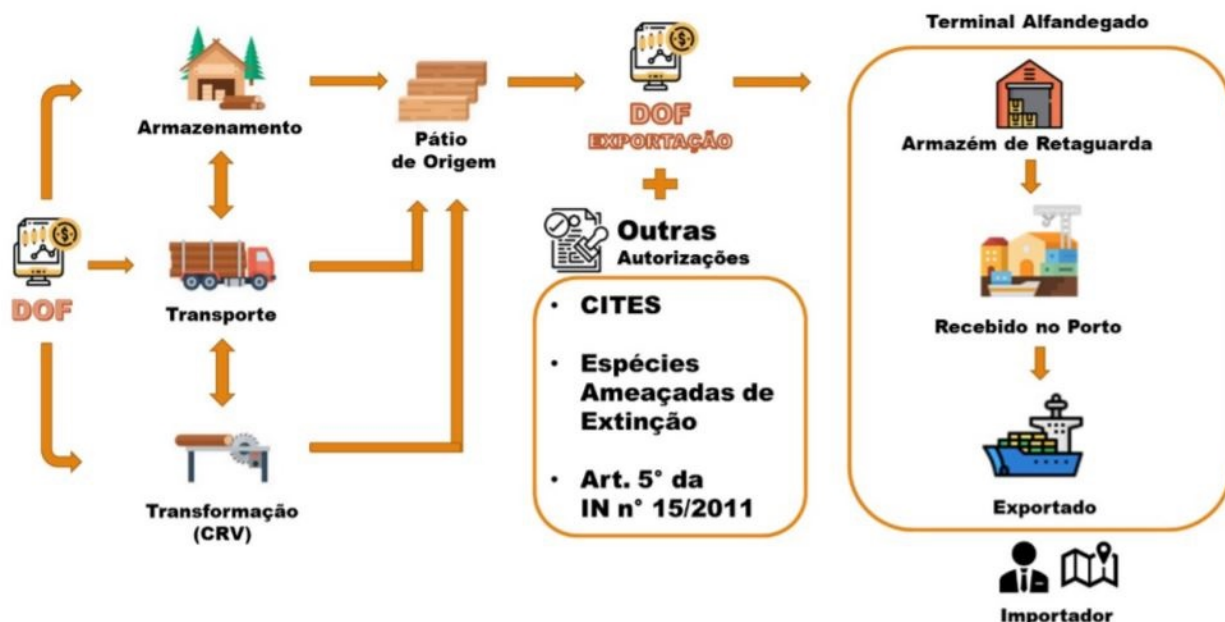 DOF
Armazenamento
Transporte
Transformação
(CRV)
Pátio
de Origem
DOF
EXPORTAÇÃO
Outras
Autorizações
• CITES
• Espécies
Ameaçadas de
Extinção
• Art. 5° da
IN n° 15/2011
Terminal Alfandegado
Armazém de Retaguarda
Recebido no Porto
Exportado
Importador